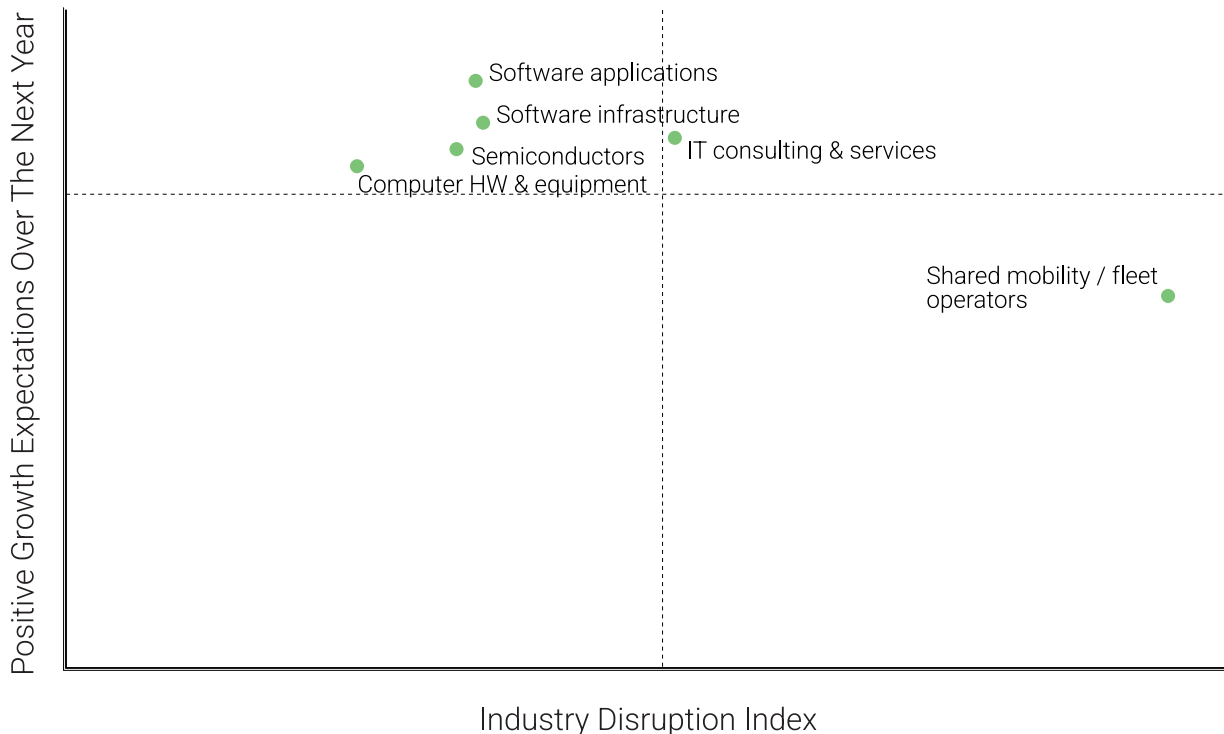 Positive Growth Expectations Over The Next Year
Software applications
Software infrastructure
IT consulting & services
Semiconductors
Computer HW & equipment
Shared mobility / fleet
operators
Industry Disruption Index